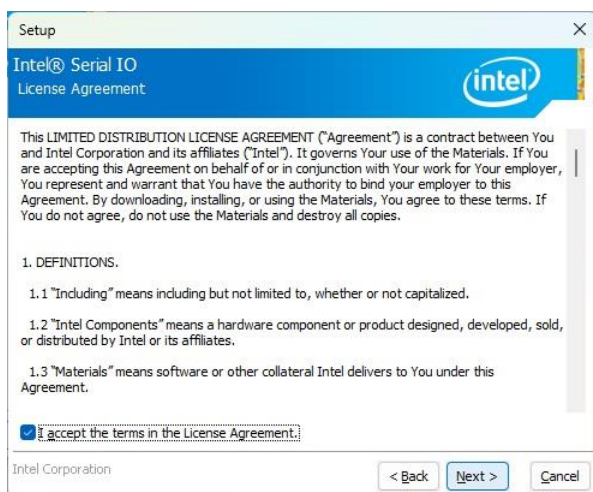 Setup
Intel® Serial IO
License Agreement
intel
This LIMITED DISTRIBUTION LICENSE AGREEMENT ("Agreement") is a contract between You
and Intel Corporation and its affiliates ("Intel"). It governs Your use of the Materials. If You
are accepting this Agreement on behalf of or in conjunction with Your work for Your employer,
You represent and warrant that You have the authority to bind your employer to this
Agreement. By downloading, installing, or using the Materials, You agree to these terms. If
You do not agree, do not use the Materials and destroy all copies.
1. DEFINITIONS.
1.1 "Including" means including but not limited to, whether or not capitalized.
1.2 "Intel Components" means a hardware component or product designed, developed, sold,
or distributed by Intel or its affiliates.
1.3 "Materials" means software or other collateral Intel delivers to You under this
Agreement.
I accept the terms in the License Agreement.
Intel Corporation
< Back
Next >
Cancel